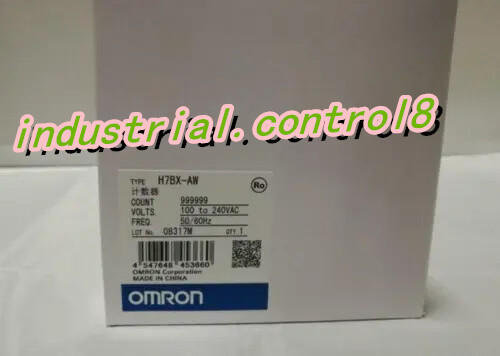 industrial.control8
TYPE H7BX-AW
计数器
Ro
COUNT 999999
VOLTS. 100 to 240VAC
FREQ. 50/60Hz
LOT No. 08317M QTY 1
4 547648 453660
OMRON Corporation
MADE IN CHINA
OMRON